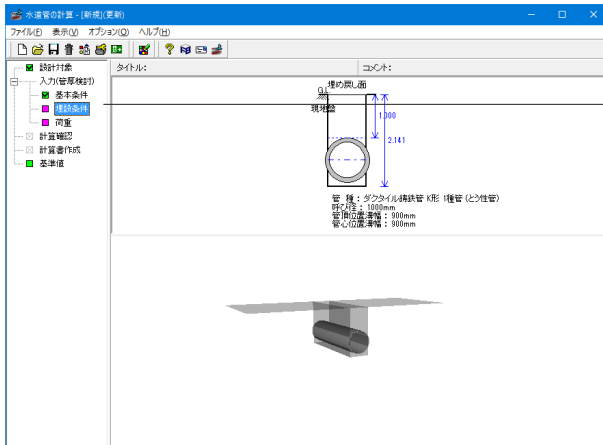 水道管の計算 - [新規](更新)
ファイル(F) 表示(V) オプション(O) ヘルプ(H)
設計対象
入力(管厚検討)
基本条件
埋設条件
荷重
計算確認
計算書作成
基準値
タイトル:
コメント:
埋め戻し面
G.L
現地盤
1.000
2.141
管 種 : ダクタイル鋳鉄管 K形 1種管 (とう性管)
呼び径 : 1000mm
管頂位置溝幅 : 900mm
管心位置溝幅 : 900mm